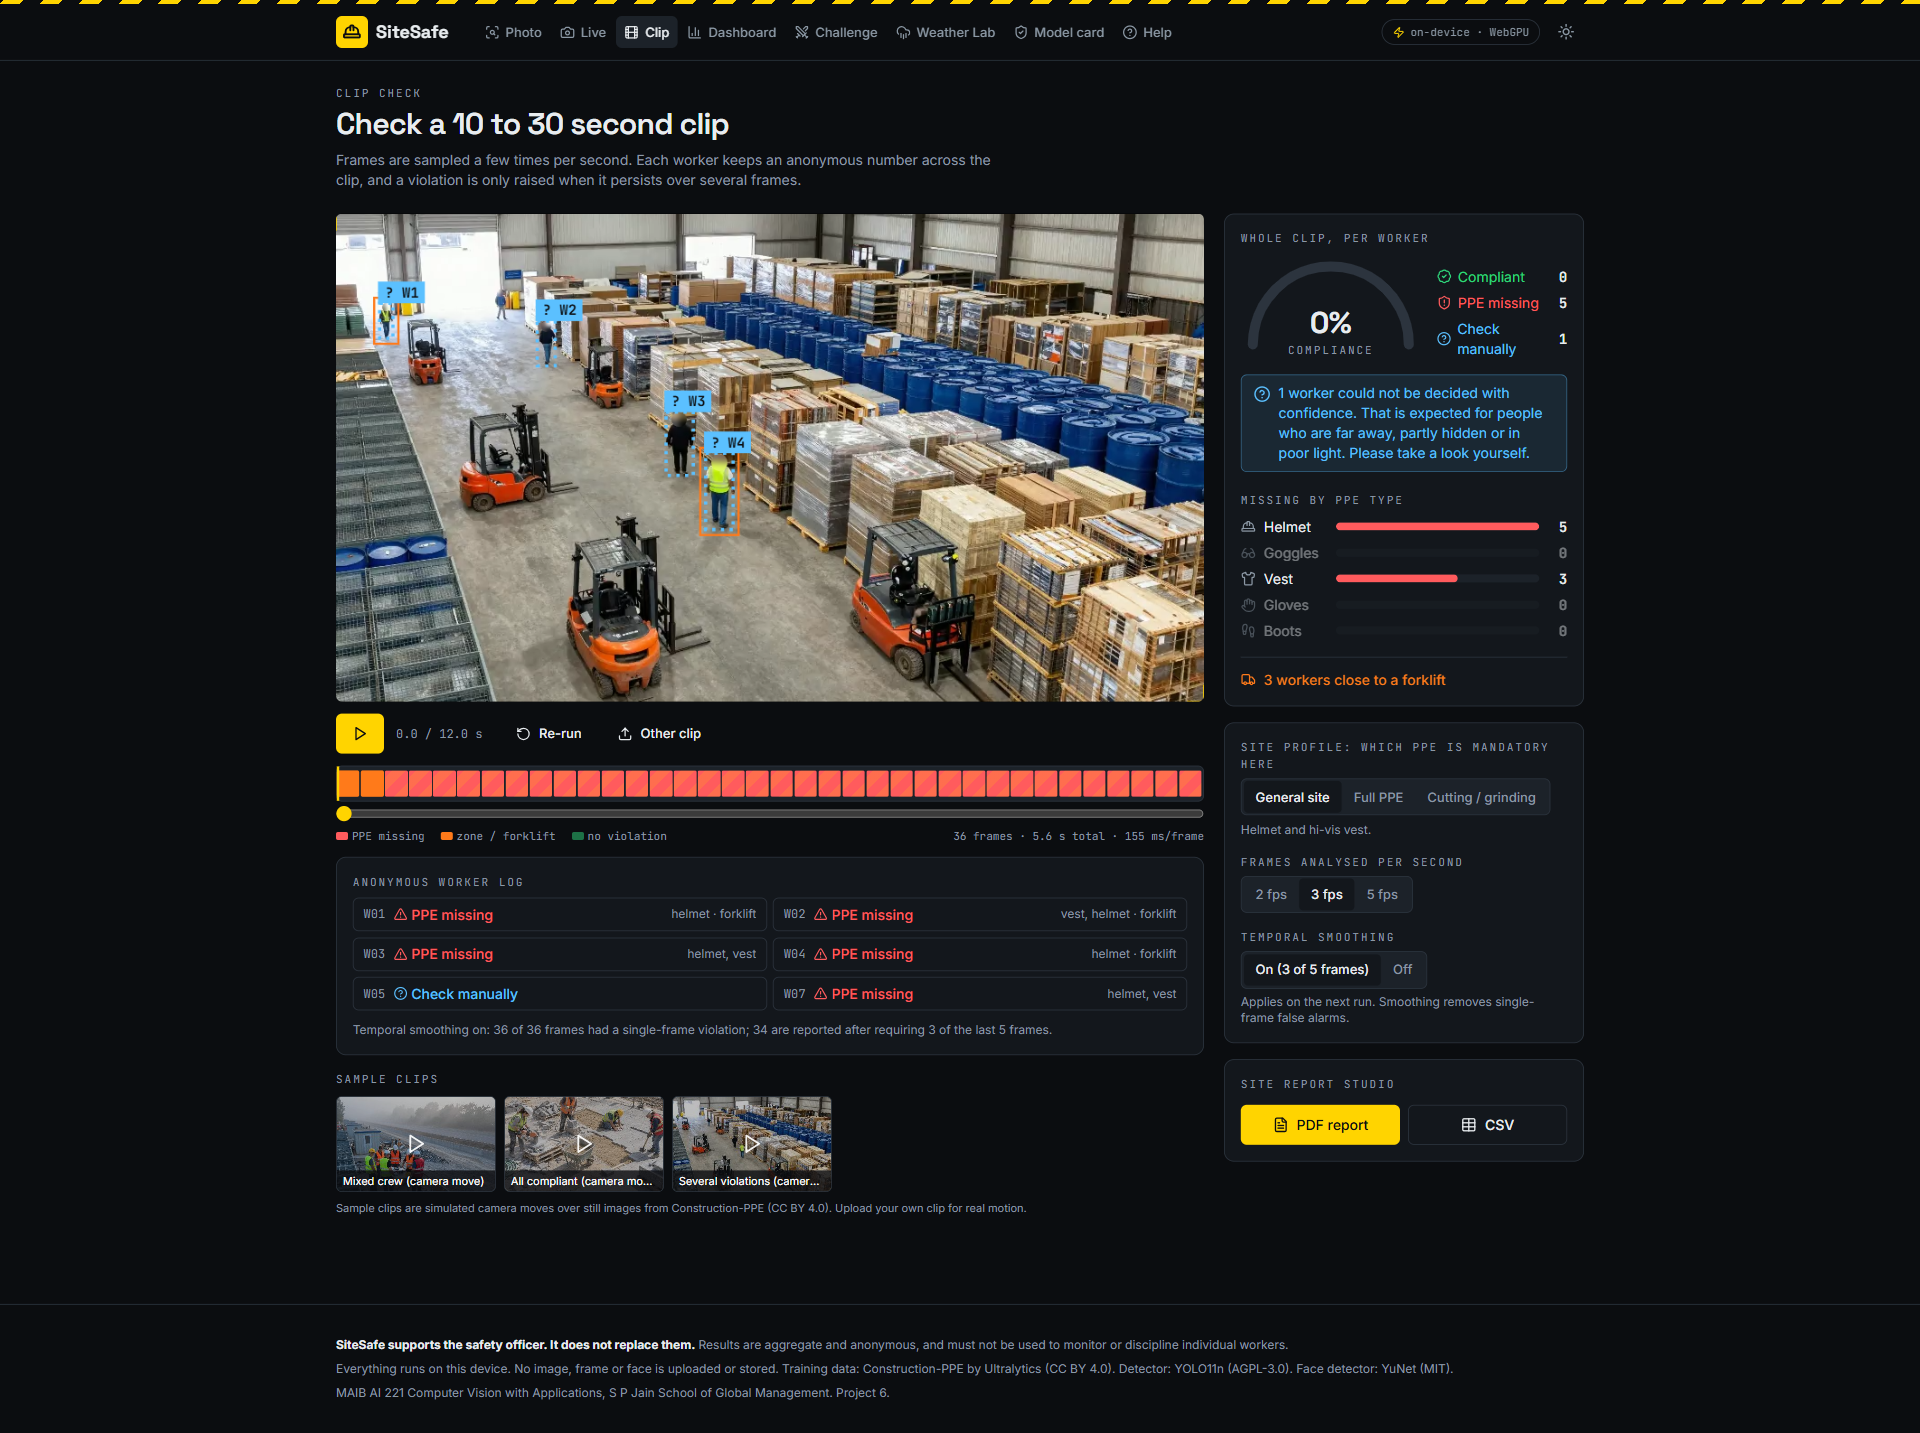 SiteSafe
Photo
Live
Clip
Dashboard
Challenge
Weather Lab
Model card
Help
on-device · WebGPU
CLIP CHECK
Check a 10 to 30 second clip
Frames are sampled a few times per second. Each worker keeps an anonymous number across the
clip, and a violation is only raised when it persists over several frames.
? W1
? W2
? W3
? W4
0.0 / 12.0 s
Re-run
Other clip
PPE missing
zone / forklift
no violation
36 frames · 5.6 s total · 155 ms/frame
ANONYMOUS WORKER LOG
W01 PPE missing helmet · forklift
W02 PPE missing vest, helmet · forklift
W03 PPE missing helmet, vest
W04 PPE missing helmet · forklift
W05 Check manually
W07 PPE missing helmet, vest
Temporal smoothing on: 36 of 36 frames had a single-frame violation; 34 are reported after requiring 3 of the last 5 frames.
SAMPLE CLIPS
Mixed crew (camera move)
All compliant (camera mo...
Several violations (camer...
Sample clips are simulated camera moves over still images from Construction-PPE (CC BY 4.0). Upload your own clip for real motion.
WHOLE CLIP, PER WORKER
0%
COMPLIANCE
Compliant 0
PPE missing 5
Check
manually 1
1 worker could not be decided with
confidence. That is expected for people
who are far away, partly hidden or in
poor light. Please take a look yourself.
MISSING BY PPE TYPE
Helmet 5
Goggles 0
Vest 3
Gloves 0
Boots 0
3 workers close to a forklift
SITE PROFILE: WHICH PPE IS MANDATORY
HERE
General site
Full PPE
Cutting / grinding
Helmet and hi-vis vest.
FRAMES ANALYSED PER SECOND
2 fps
3 fps
5 fps
TEMPORAL SMOOTHING
On (3 of 5 frames)
Off
Applies on the next run. Smoothing removes single-
frame false alarms.
SITE REPORT STUDIO
PDF report
CSV
SiteSafe supports the safety officer. It does not replace them. Results are aggregate and anonymous, and must not be used to monitor or discipline individual workers.
Everything runs on this device. No image, frame or face is uploaded or stored. Training data: Construction-PPE by Ultralytics (CC BY 4.0). Detector: YOLO11n (AGPL-3.0). Face detector: YuNet (MIT).
MAIB AI 221 Computer Vision with Applications, S P Jain School of Global Management. Project 6.